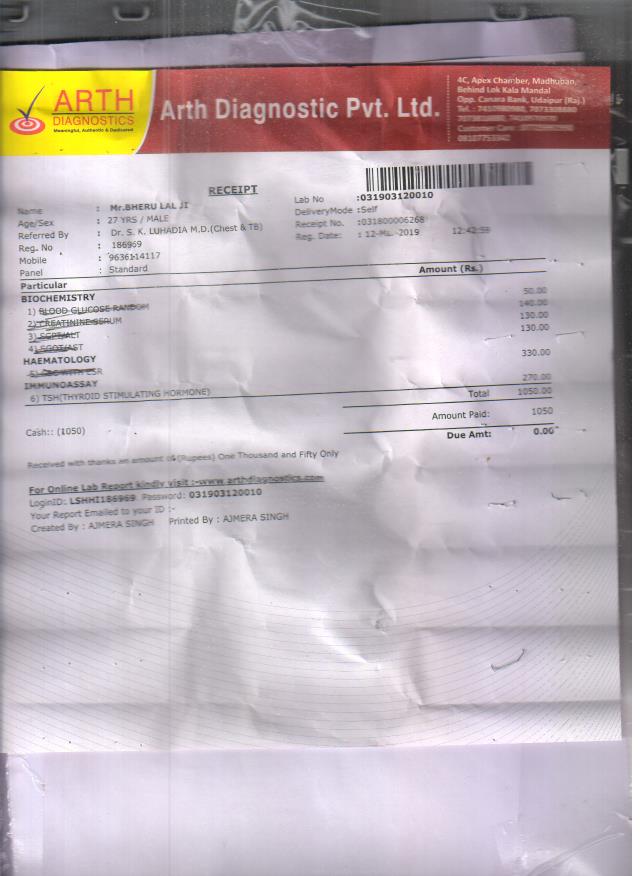 ARTH
DIAGNOSTICS
Meaningful, Authentic & Dedicated
Arth Diagnostic Pvt. Ltd.
4C, Apex Chamber, Madhuban,
Behind Lok Kala Mandal
Opp. Canara Bank, Udaipur (Raj.)
Tel. :
Customer Care :
RECEIPT
Name : Mr.BHERU LAL JI
Age/Sex : 27 YRS / MALE
Referred By : Dr. S. K. LUHADIA M.D.(Chest & TB)
Reg. No : 186969
Mobile : 9636114117
Panel : Standard
Lab No :031903120010
DeliveryMode :Self
Receipt No. :031800006268
Reg. Date: : 12-Ma -2019 12:42:59
Particular Amount (Rs.)
BIOCHEMISTRY
1) BLOOD GLUCOSE RANDOM 50.00
2) CREATININE SERUM 140.00
3) SGPT/ALT 130.00
4) SGOT/AST 130.00
HAEMATOLOGY
5) CBC WITH ESR 330.00
IMMUNOASSAY
6) TSH(THYROID STIMULATING HORMONE) 270.00
Total 1050.00
Cash:: (1050) Amount Paid: 1050
Due Amt: 0.00
Received with thanks an amount of (Rupees) One Thousand and Fifty Only
For Online Lab Report kindly visit :-www.arthdiagnostics.com
LoginID: LSHHI186969 Password: 031903120010
Your Report Emailed to your ID :-
Created By : AJMERA SINGH Printed By : AJMERA SINGH